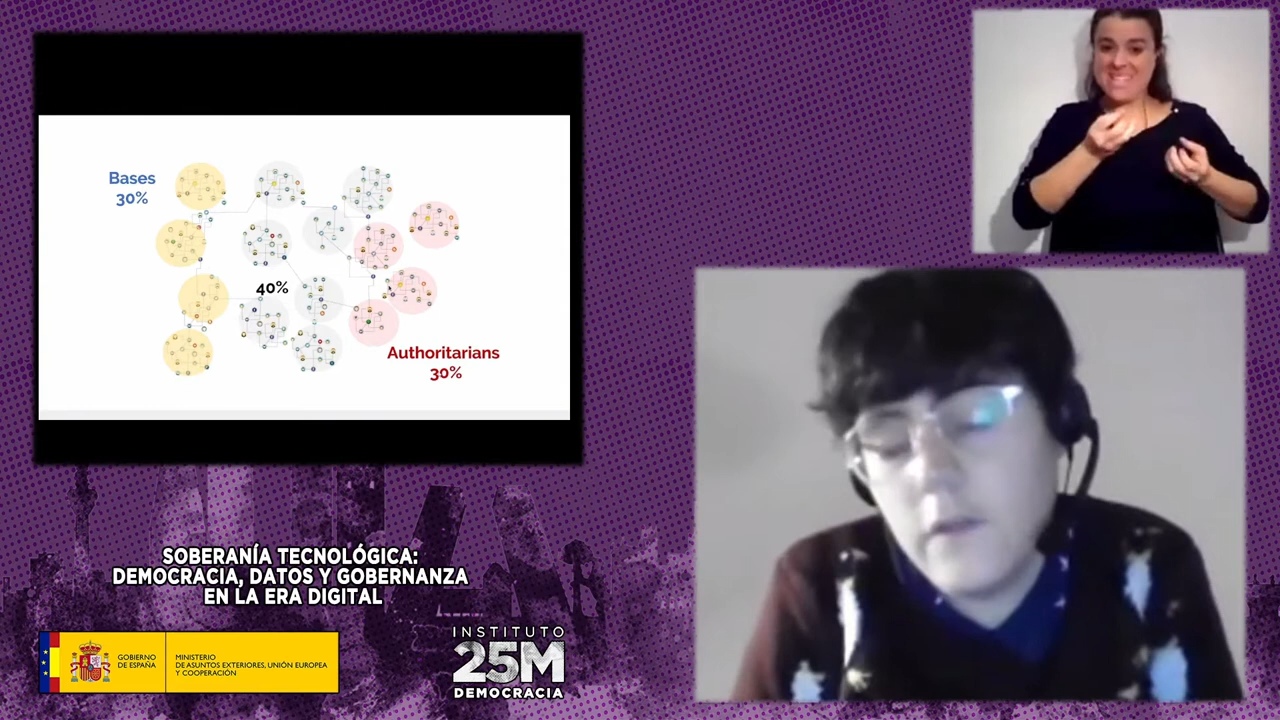 Bases
30%
40%
Authoritarians
30%
SOBERANÍA TECNOLÓGICA:
DEMOCRACIA, DATOS Y GOBERNANZA
EN LA ERA DIGITAL
GOBIERNO
DE ESPAÑA
MINISTERIO
DE ASUNTOS EXTERIORES, UNIÓN EUROPEA
Y COOPERACIÓN
INSTITUTO
25M
DEMOCRACIA